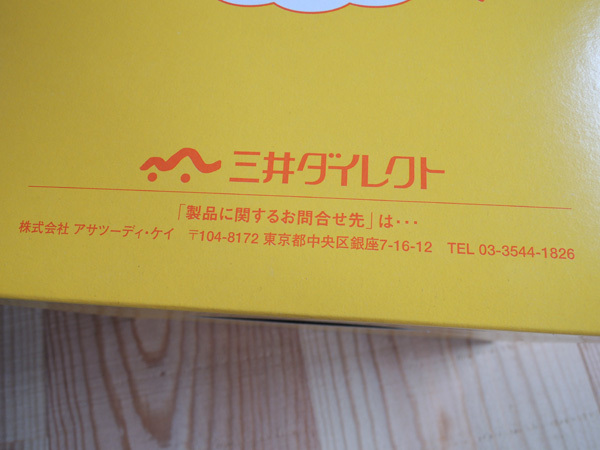 三井ダイレクト
「製品に関するお問合せ先」は･･･
株式会社 アサツーディ・ケイ 〒104-8172 東京都中央区銀座7-16-12 TEL 03-3544-1826